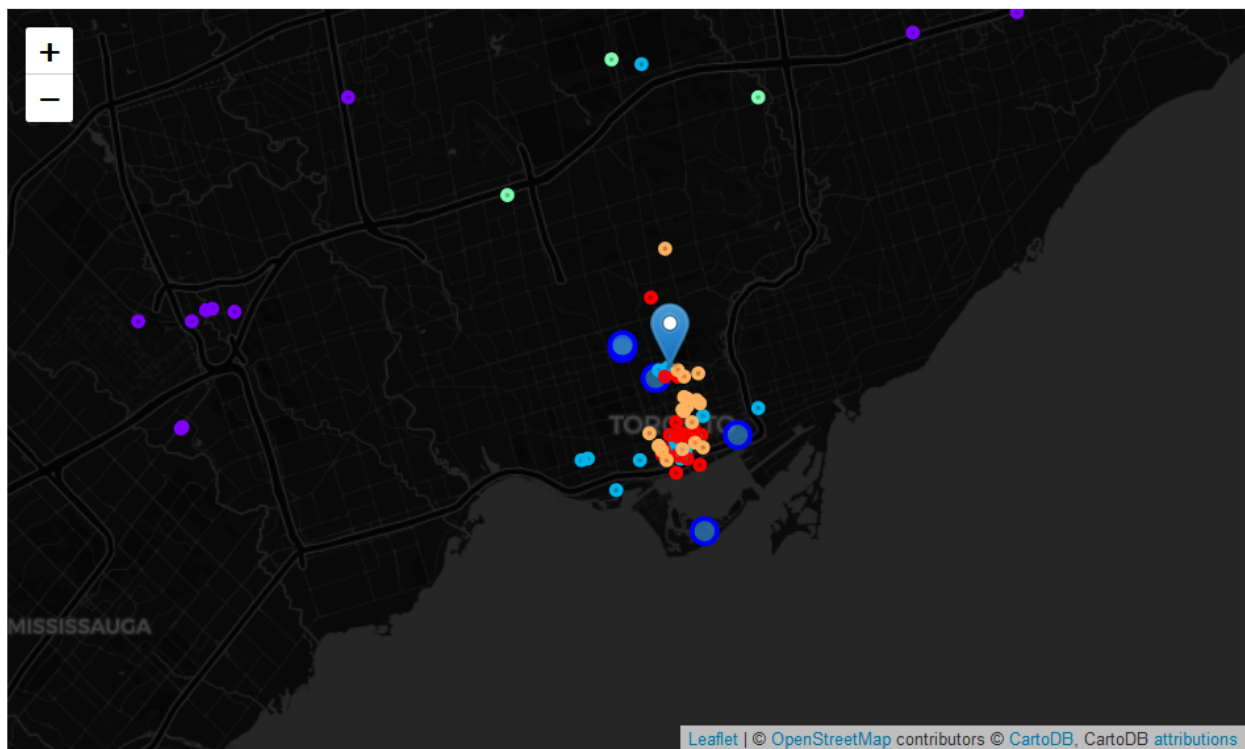 +
−
TORONTO
MISSISSAUGA
Leaflet | © OpenStreetMap contributors © CartoDB, CartoDB attributions